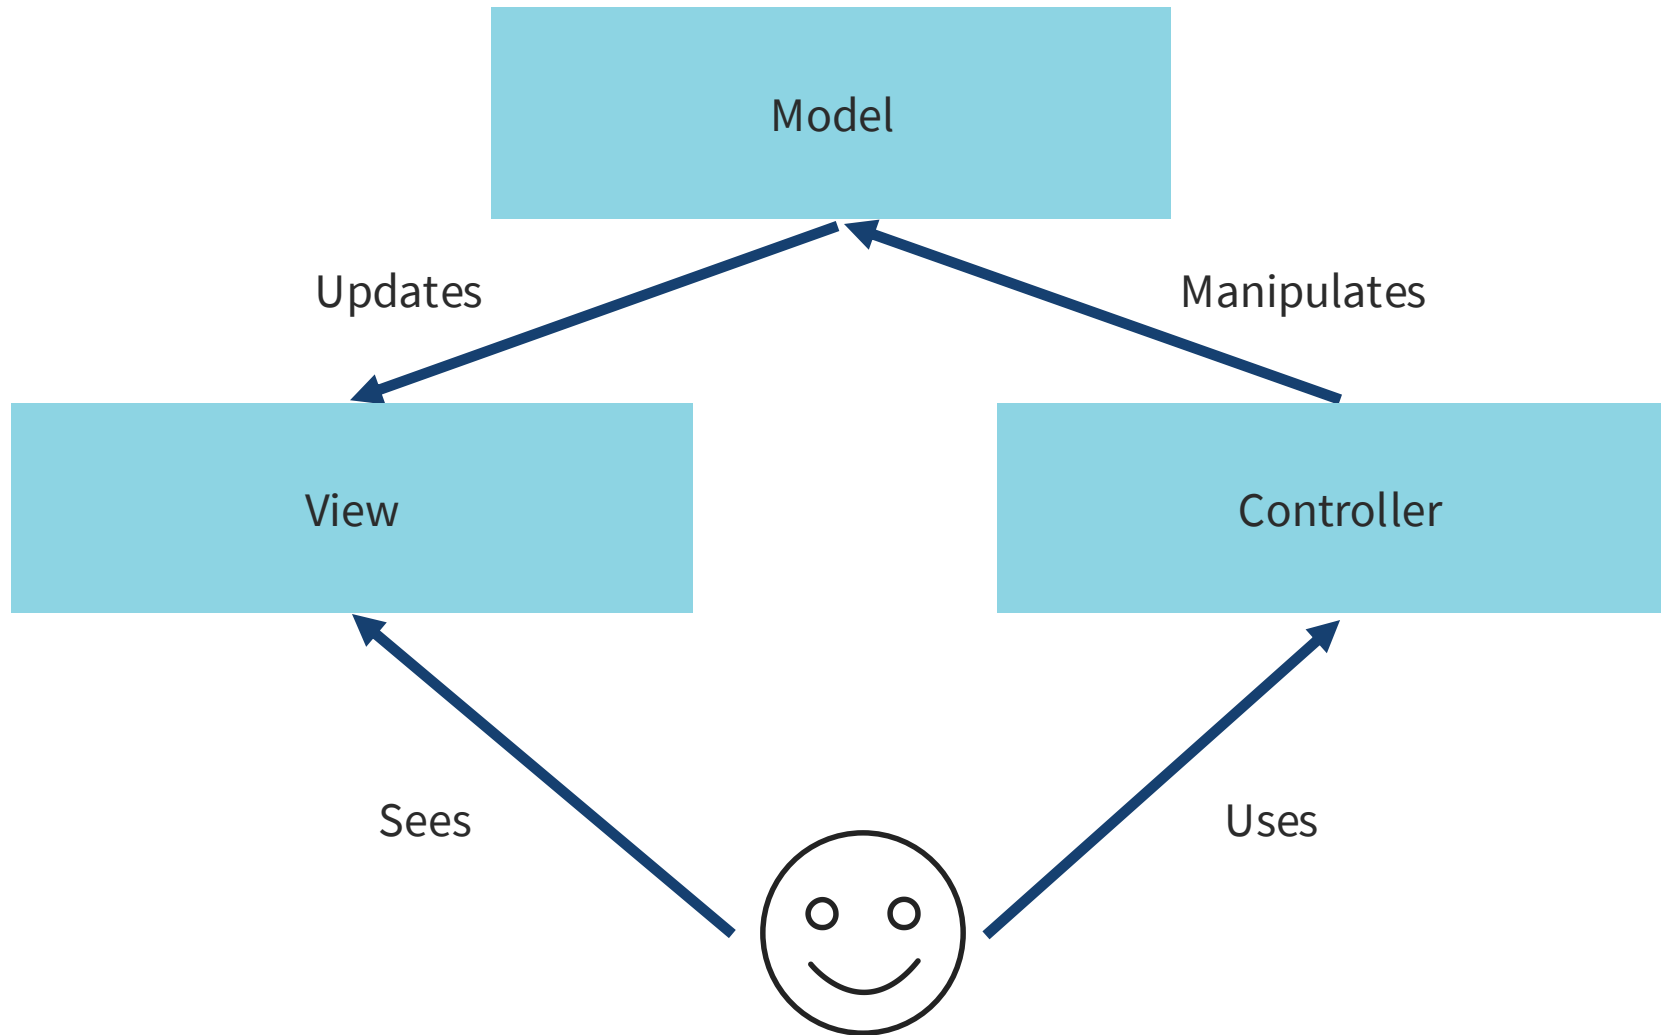 Model
Updates
Manipulates
View
Controller
Sees
Uses